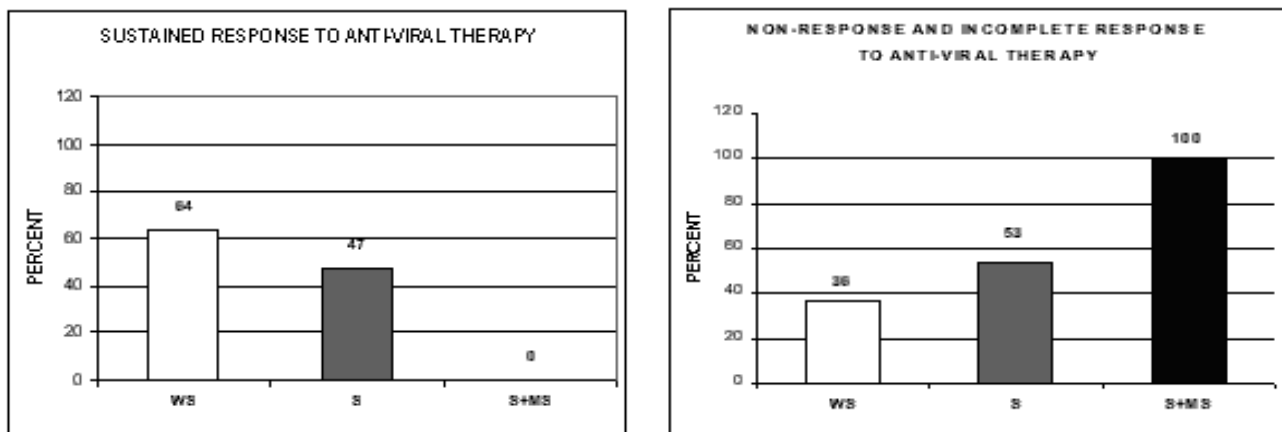 SUSTAINED RESPONSE TO ANTI-VIRAL THERAPY
120
100
80
60
40
20
0
PERCENT
64
47
0
WS
S
S+MS
NON-RESPONSE AND INCOMPLETE RESPONSE
TO ANTI-VIRAL THERAPY
120
100
80
60
40
20
0
PERCENT
36
53
100
WS
S
S+MS